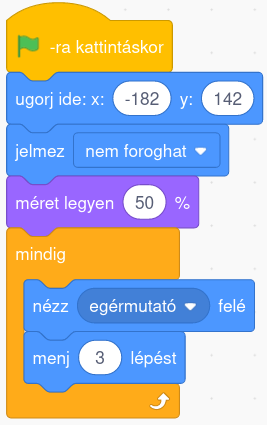 -ra kattintáskor
ugorj ide: x: -182 y: 142
jelmez nem foroghat
méret legyen 50 %
mindig
nézz egérmutató felé
menj 3 lépést